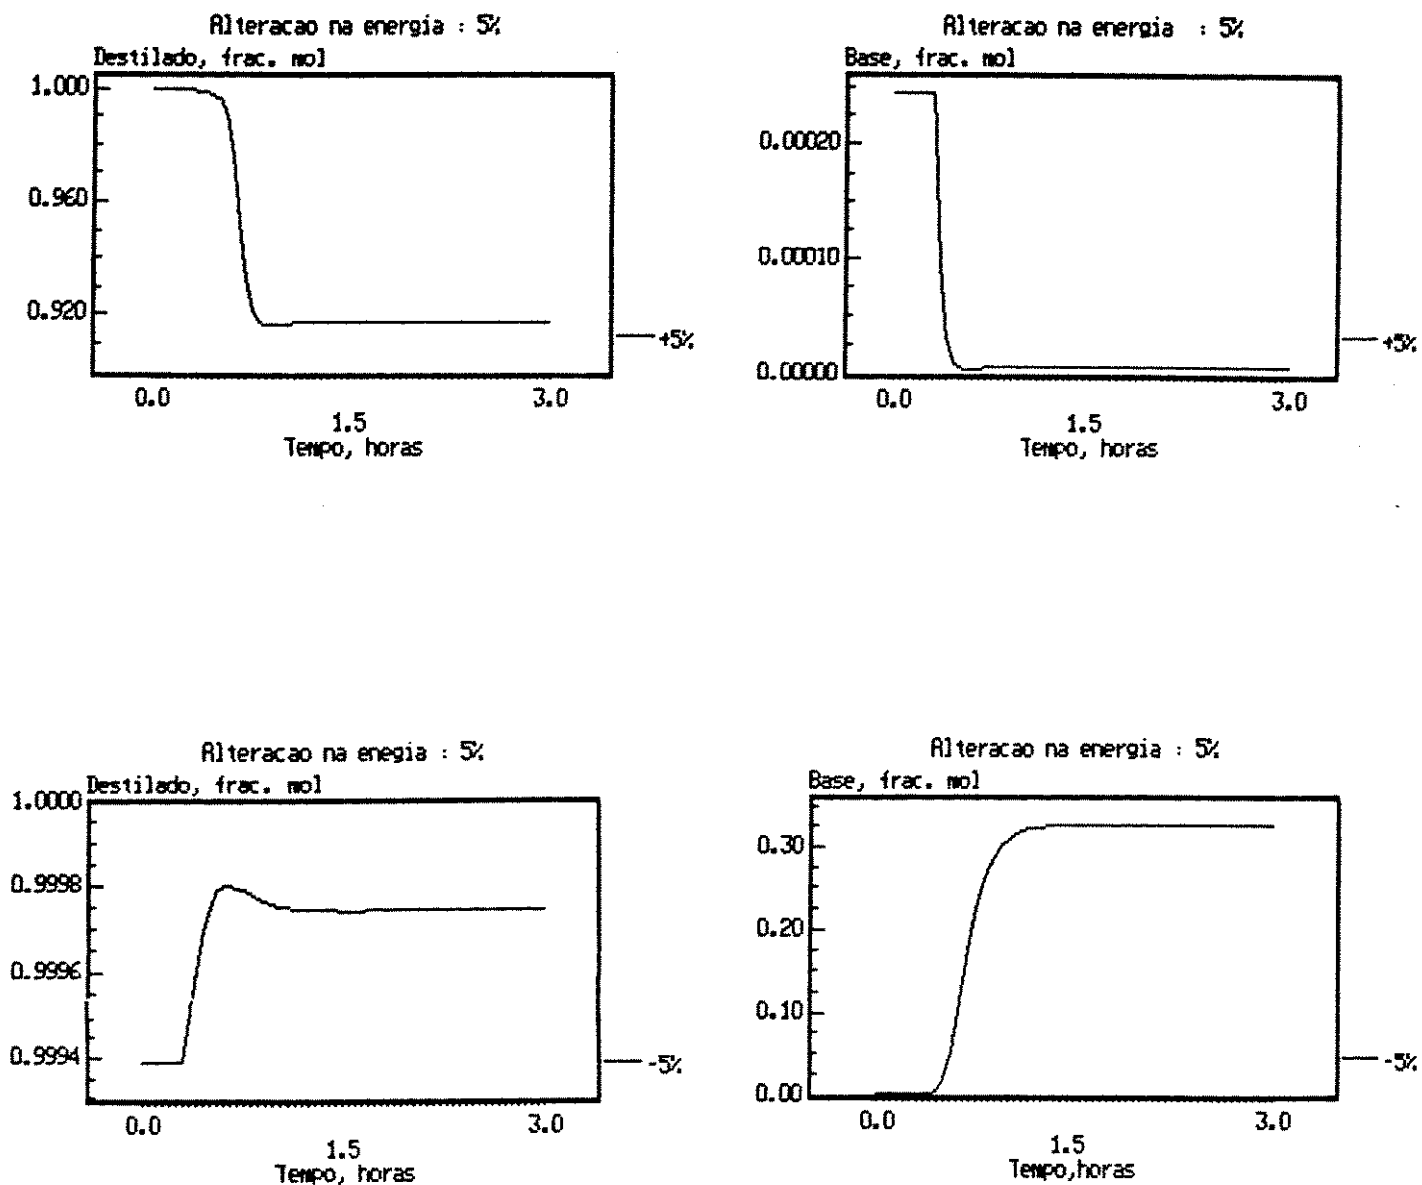 Alteracao na energia : 5%
Destilado, frac. mol
1.000
0.960
0.920
+5%
0.0
3.0
1.5
Tempo, horas
Alteracao na energia : 5%
Base, frac. mol
0.00020
0.00010
0.00000
+5%
0.0
3.0
1.5
Tempo, horas
Alteracao na enegia : 5%
Destilado, frac. mol
1.0000
0.9998
0.9996
0.9994
-5%
0.0
3.0
1.5
Tempo, horas
Alteracao na energia : 5%
Base, frac. mol
0.30
0.20
0.10
0.00
-5%
0.0
3.0
1.5
Tempo,horas